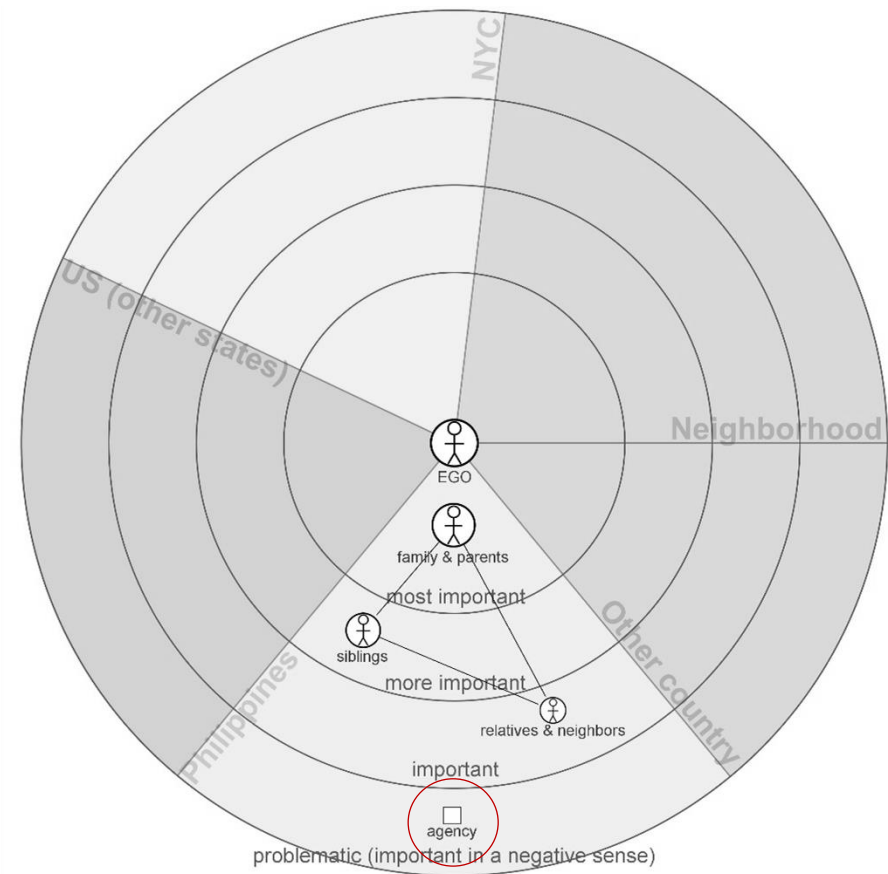 NYC
US (other states)
Neighborhood
EGO
family & parents
most important
siblings
Other country
Philippines
more important
relatives & neighbors
important
agency
problematic (important in a negative sense)